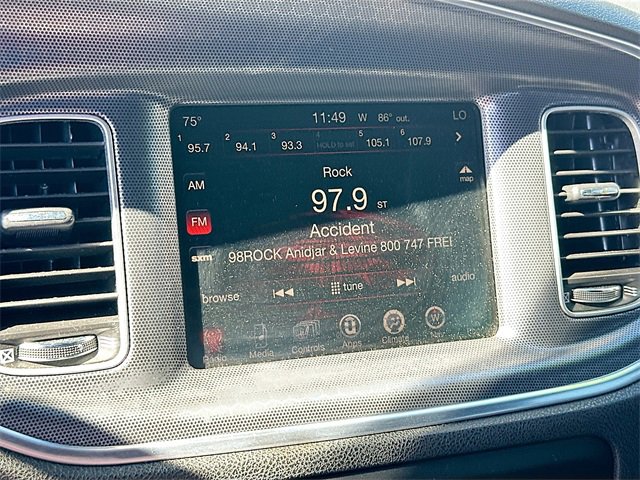 75° 11:49 W 86° out. LO
1 95.7 2 94.1 3 93.3 4 HOLD to set 5 105.1 6 107.9
Rock
map
AM
97.9 ST
FM
Accident
sxm
98ROCK Anidjar & Levine 800 747 FREE
browse tune audio
Media Controls Apps Climate